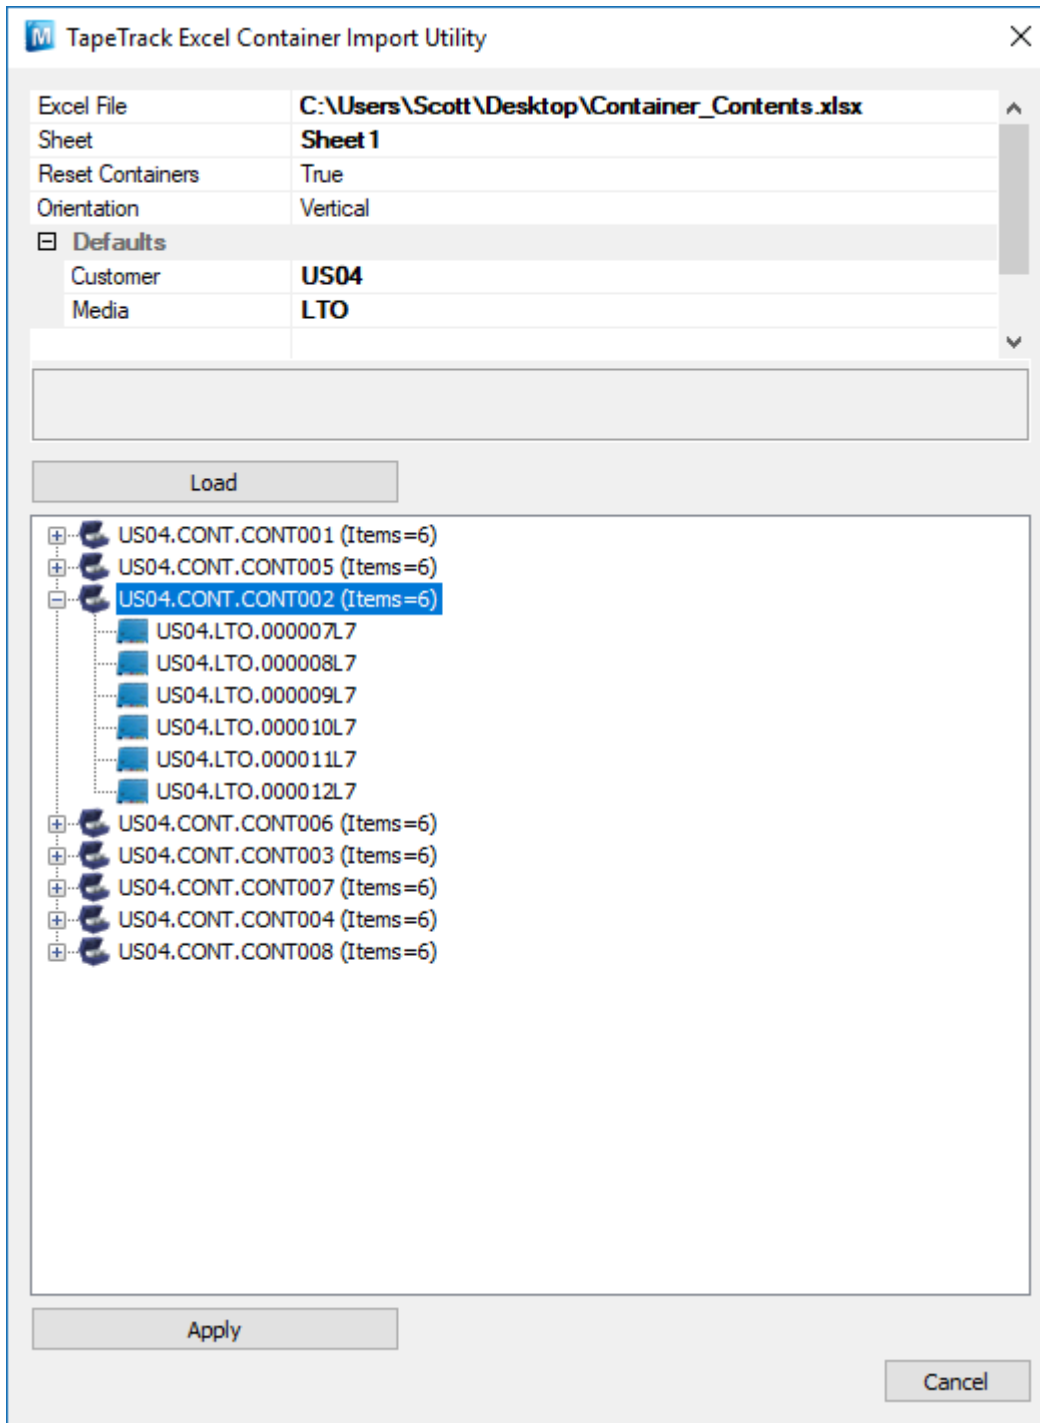 M TapeTrack Excel Container Import Utility
Excel File C:\Users\Scott\Desktop\Container_Contents.xlsx
Sheet Sheet1
Reset Containers True
Orientation Vertical
Defaults
Customer US04
Media LTO
Load
US04.CONT.CONT001 (Items=6)
US04.CONT.CONT005 (Items=6)
US04.CONT.CONT002 (Items=6)
US04.LTO.000007L7
US04.LTO.000008L7
US04.LTO.000009L7
US04.LTO.000010L7
US04.LTO.000011L7
US04.LTO.000012L7
US04.CONT.CONT006 (Items=6)
US04.CONT.CONT003 (Items=6)
US04.CONT.CONT007 (Items=6)
US04.CONT.CONT004 (Items=6)
US04.CONT.CONT008 (Items=6)
Apply
Cancel